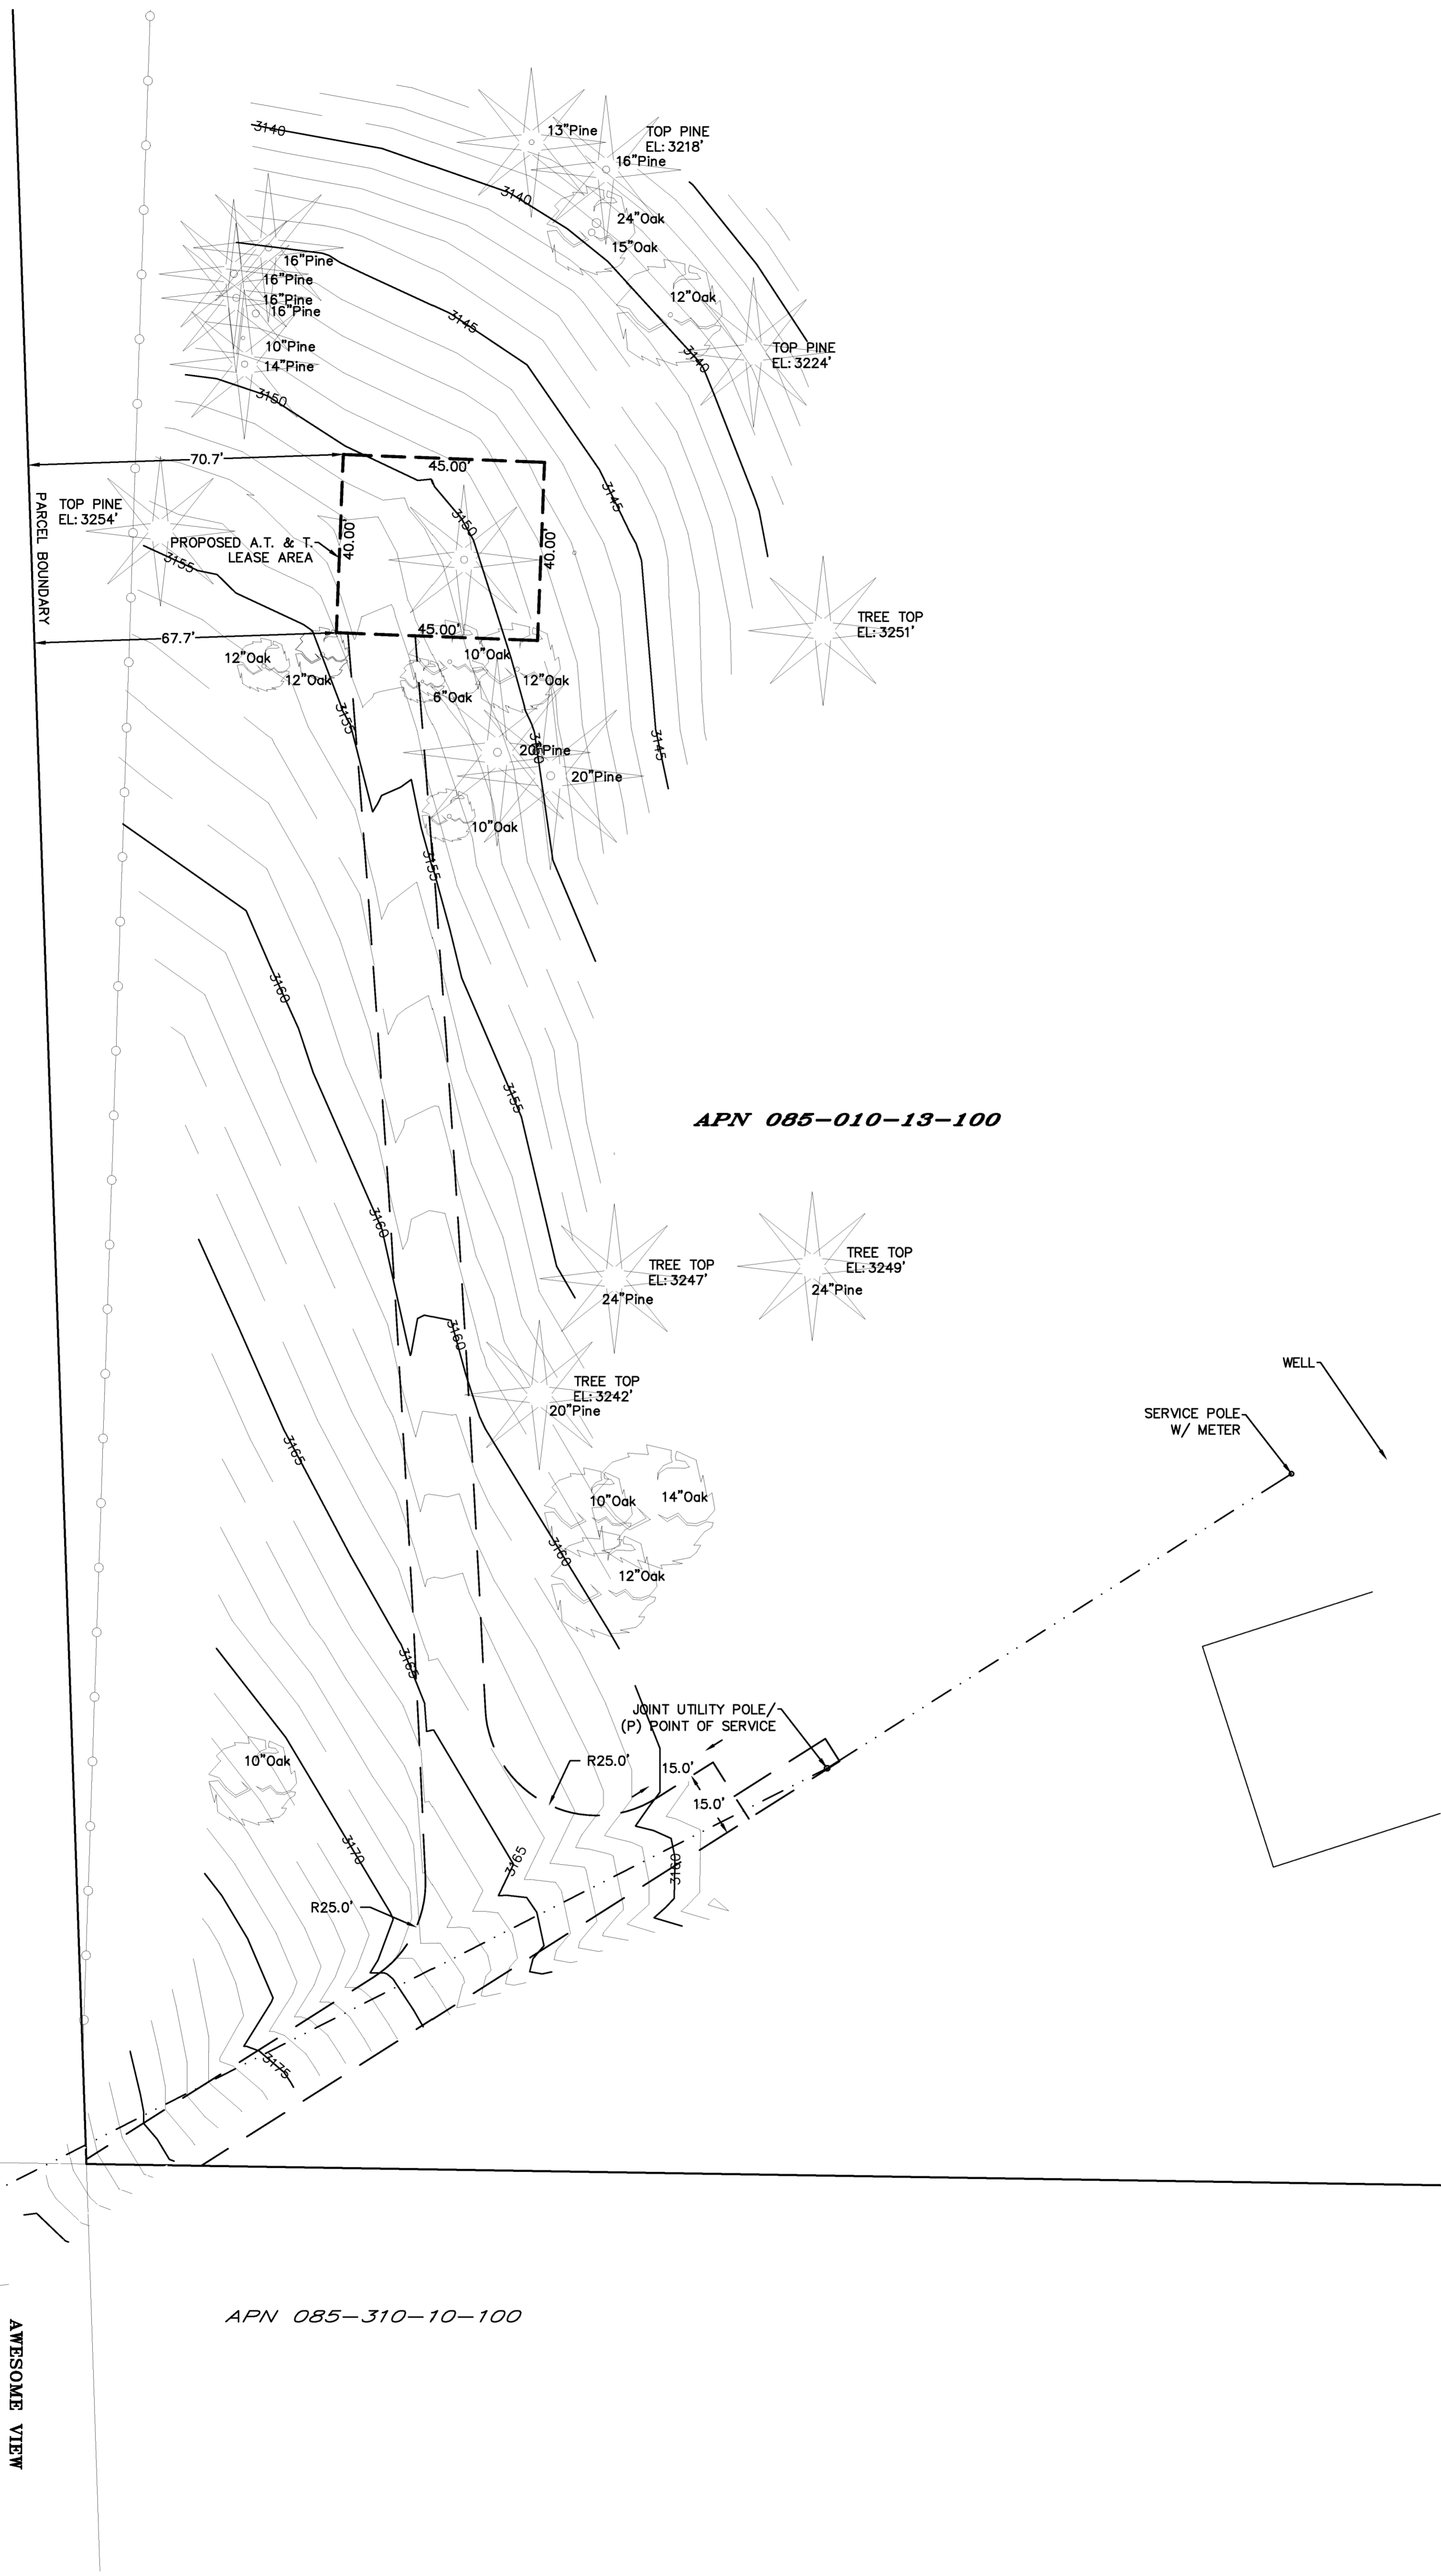 3140
13"Pine
TOP PINE
EL: 3218'
16"Pine
3140
24"Oak
15"Oak
16"Pine
16"Pine
12"Oak
16"Pine
16"Pine
3145
10"Pine
TOP PINE
EL: 3224'
3140
14"Pine
3150
70.7'
45.00'
3145
TOP PINE
EL: 3254'
PARCEL BOUNDARY
3150
40.00'
40.00'
PROPOSED A.T. & T.
LEASE AREA
3155
TREE TOP
EL: 3251'
67.7'
45.00'
12"Oak
10"Oak
12"Oak
12"Oak
6"Oak
3155
3150
20"Pine
3145
20"Pine
10"Oak
3155
3160
3155
APN 085-010-13-100
3160
TREE TOP
EL: 3247'
24"Pine
TREE TOP
EL: 3249'
24"Pine
3160
WELL
TREE TOP
EL: 3242'
20"Pine
SERVICE POLE
W/ METER
3165
10"Oak
14"Oak
3160
12"Oak
3165
JOINT UTILITY POLE/
(P) POINT OF SERVICE
10"Oak
R25.0'
15.0'
15.0'
3170
3165
3160
R25.0'
3175
APN 085-310-10-100
AWESOME VIEW